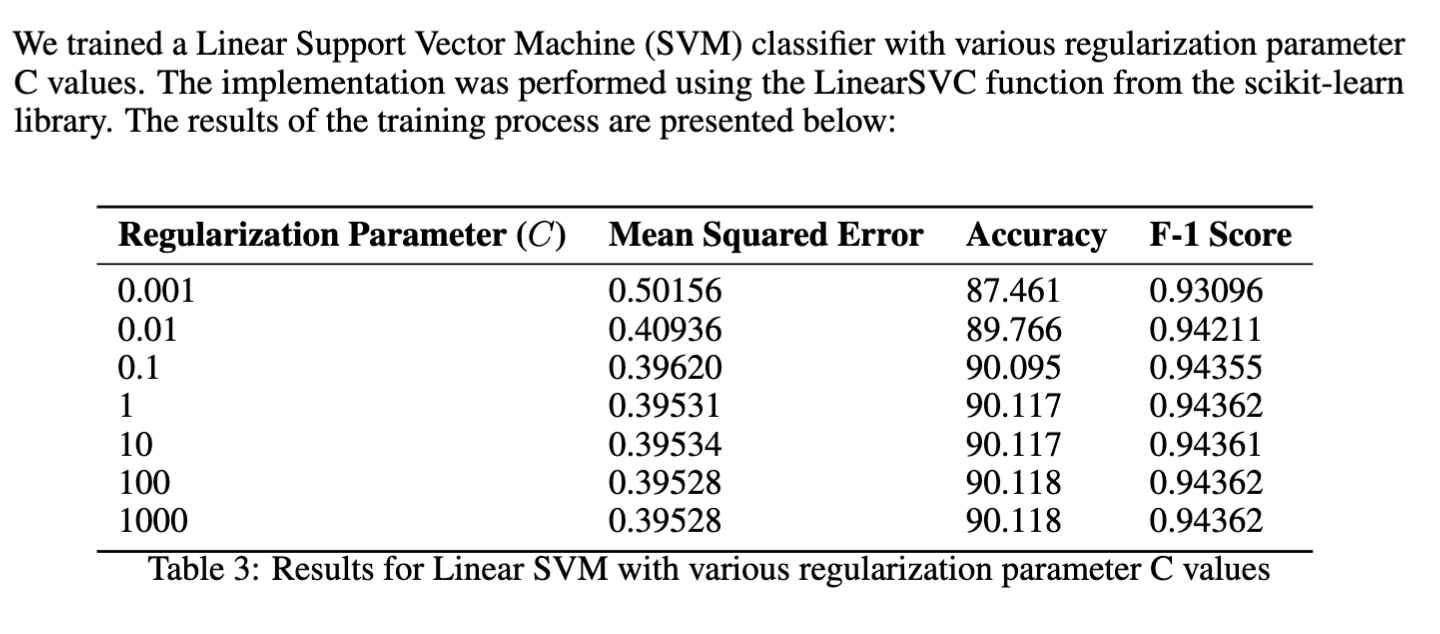 We trained a Linear Support Vector Machine (SVM) classifier with various regularization parameter
C values. The implementation was performed using the LinearSVC function from the scikit-learn
library. The results of the training process are presented below:
Regularization Parameter (C) Mean Squared Error Accuracy F-1 Score
0.001 0.50156 87.461 0.93096
0.01 0.40936 89.766 0.94211
0.1 0.39620 90.095 0.94355
1 0.39531 90.117 0.94362
10 0.39534 90.117 0.94361
100 0.39528 90.118 0.94362
1000 0.39528 90.118 0.94362
Table 3: Results for Linear SVM with various regularization parameter C values